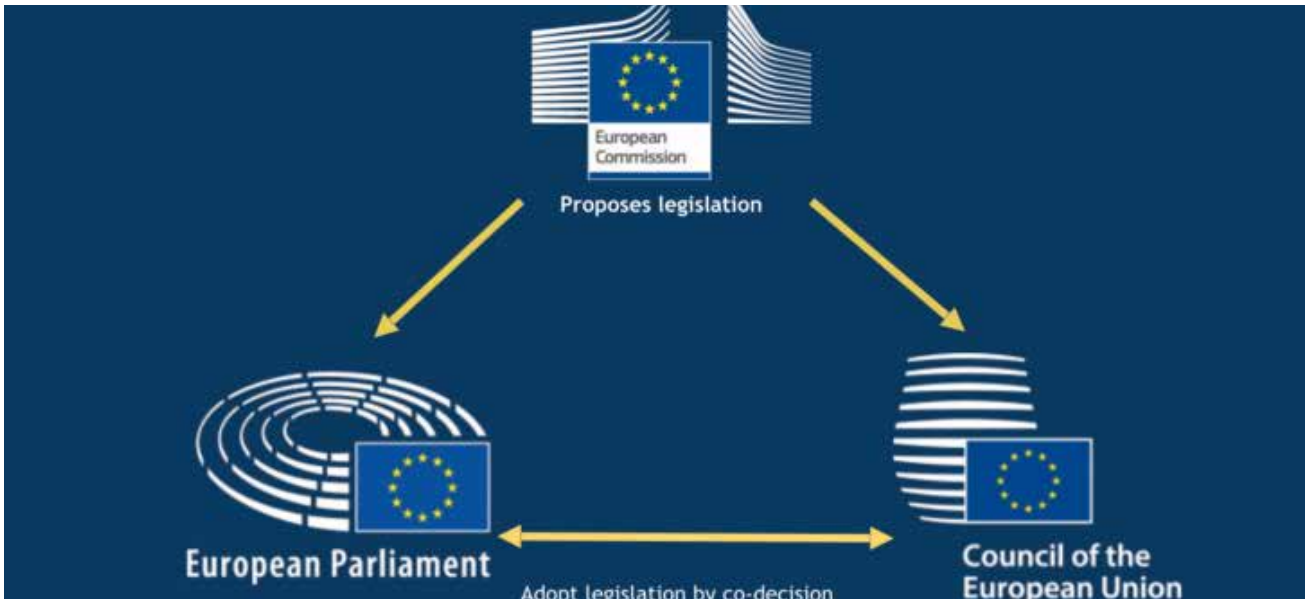 European
Commission
Proposes legislation
European Parliament
Council of the
European Union
Adopt legislation by co-decision